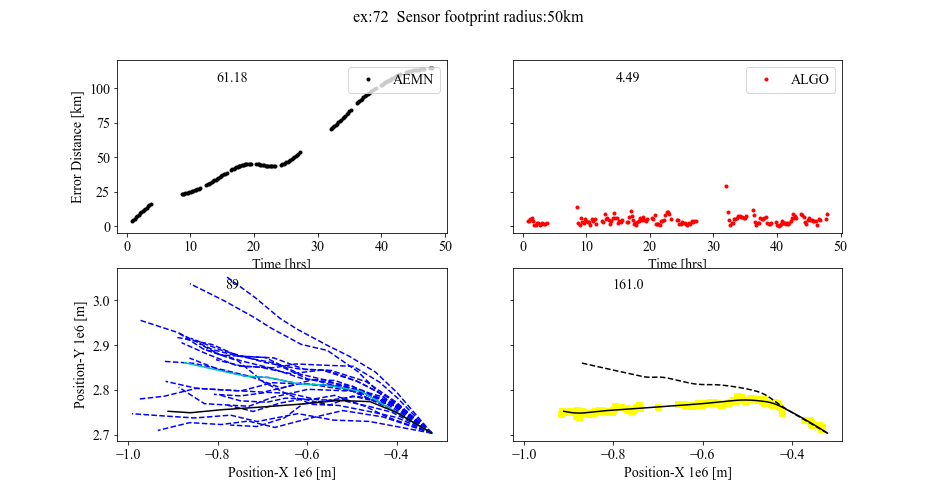 ex:72 Sensor footprint radius:50km
61.18
AEMN
4.49
ALGO
100
75
50
25
0
Error Distance [km]
0 10 20 30 40 50
0 10 20 30 40 50
Time [hrs]
Time [hrs]
89
161.0
3.0
2.9
2.8
2.7
Position-Y 1e6 [m]
−1.0 −0.8 −0.6 −0.4
−1.0 −0.8 −0.6 −0.4
Position-X 1e6 [m]
Position-X 1e6 [m]